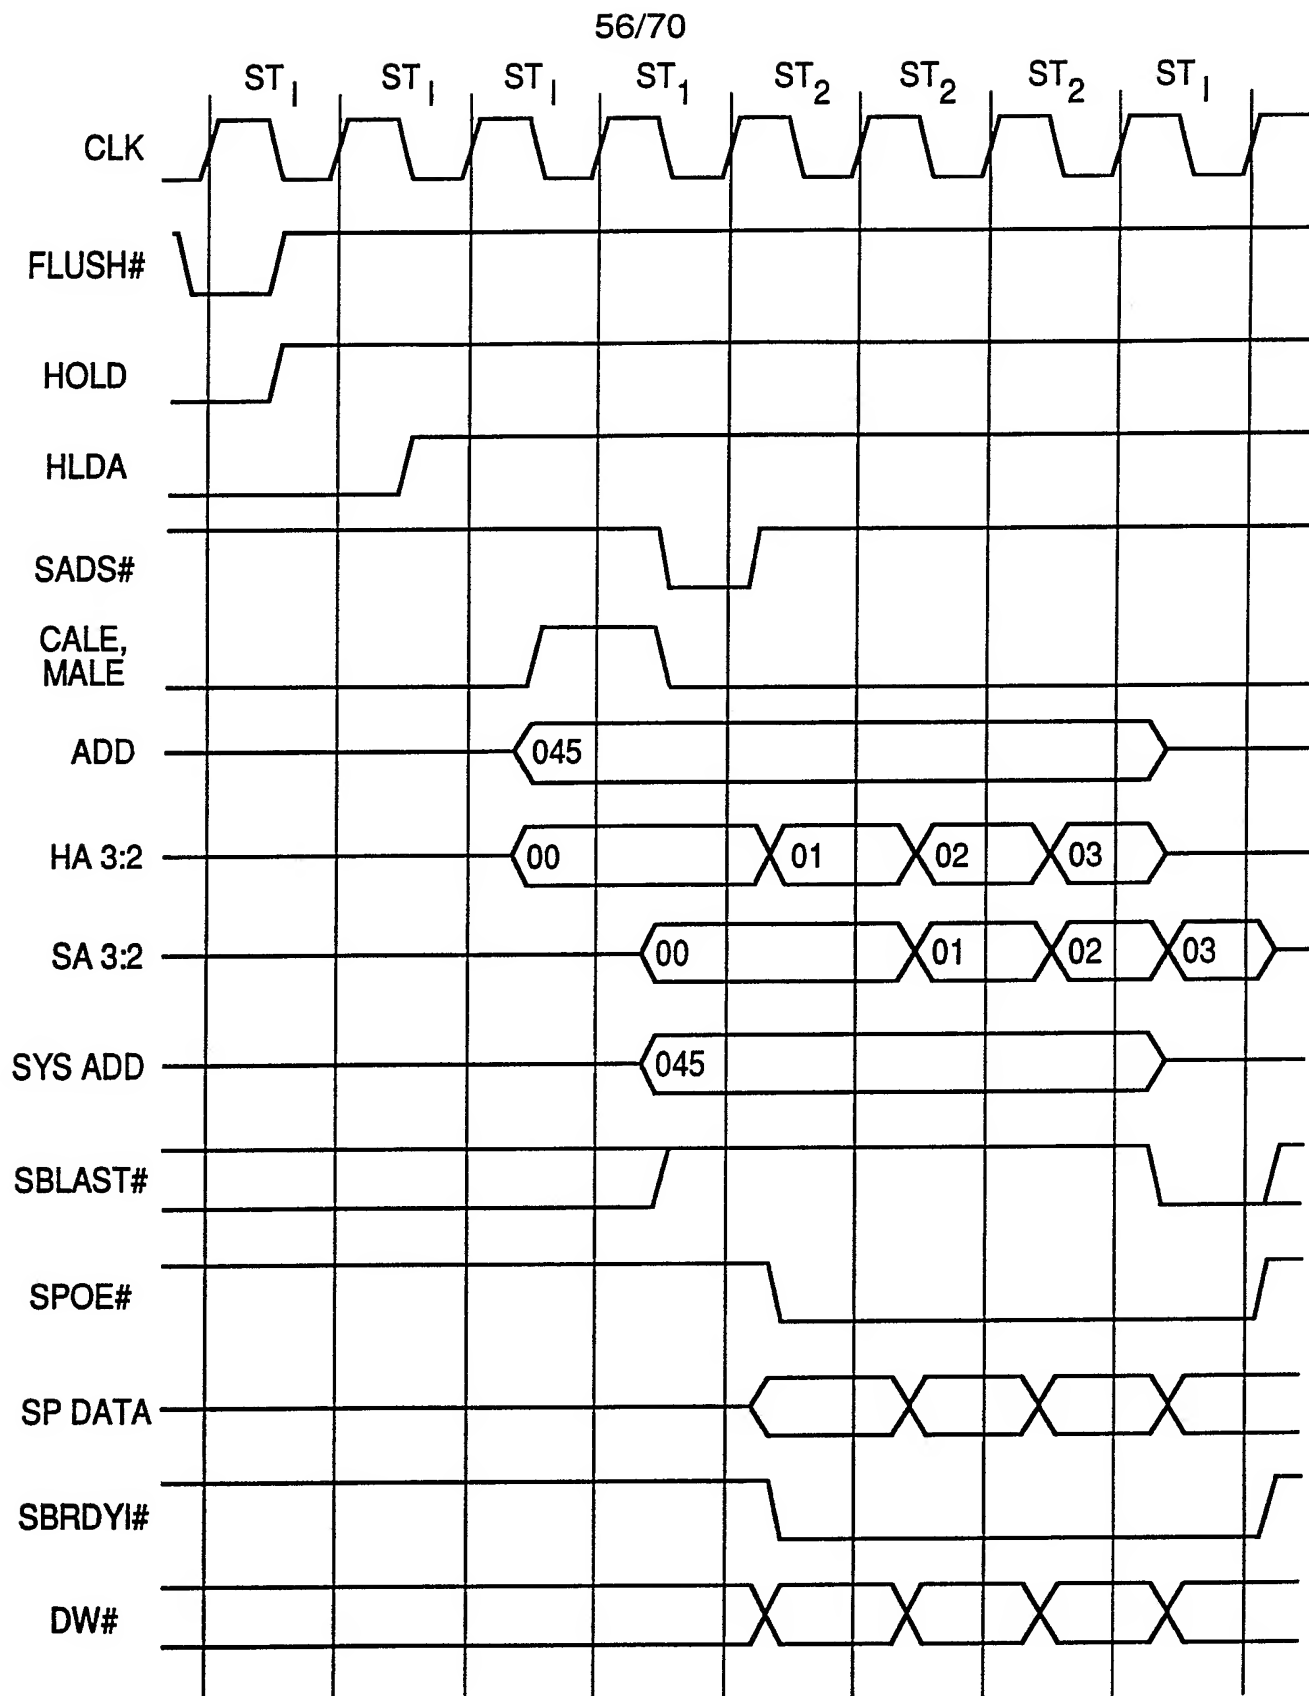 56/70
ST I ST I ST I ST 1 ST 2 ST 2 ST 2 ST I
CLK
FLUSH#
HOLD
HLDA
SADS#
CALE,
MALE
ADD 045
HA 3:2 00 01 02 03
SA 3:2 00 01 02 03
SYS ADD 045
SBLAST#
SPOE#
SP DATA
SBRDYI#
DW#